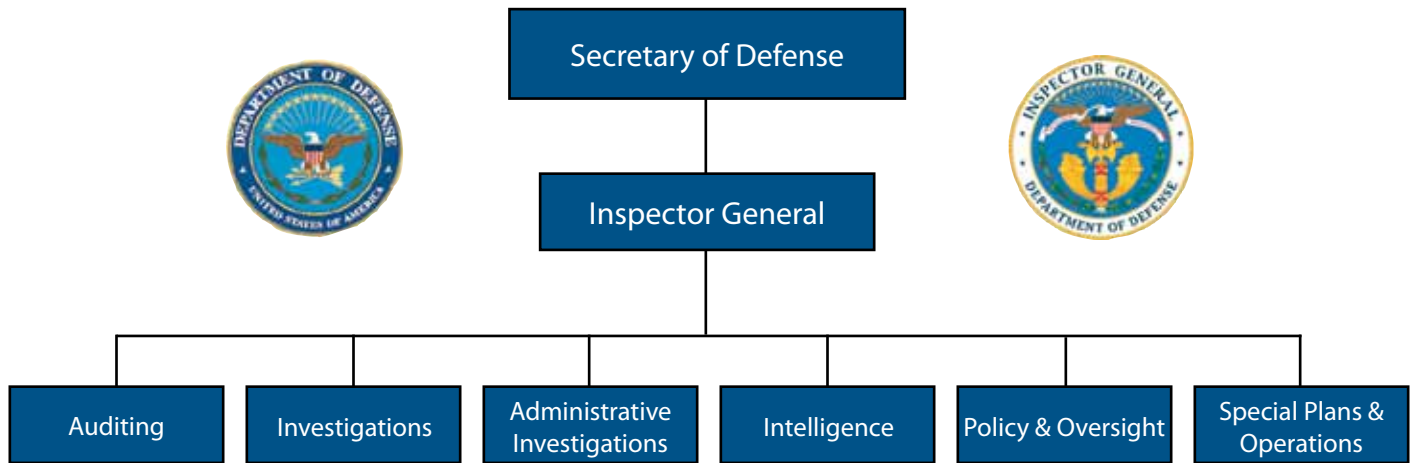 Secretary of Defense
DEPARTMENT OF DEFENSE
UNITED STATES OF AMERICA
INSPECTOR GENERAL
DEPARTMENT OF DEFENSE
Inspector General
Auditing
Investigations
Administrative
Investigations
Intelligence
Policy & Oversight
Special Plans &
Operations